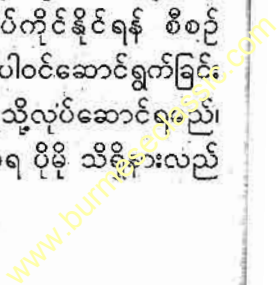 ပ်ကိုင်နိုင်ရန် စီစဉ်
ပါဝင်ဆောင်ရွက်ခြင်း
သို့လုပ်ဆောင်ရမည်၊
ရ ပိုမို သိရှိနားလည်
www.burmeseclassic.com